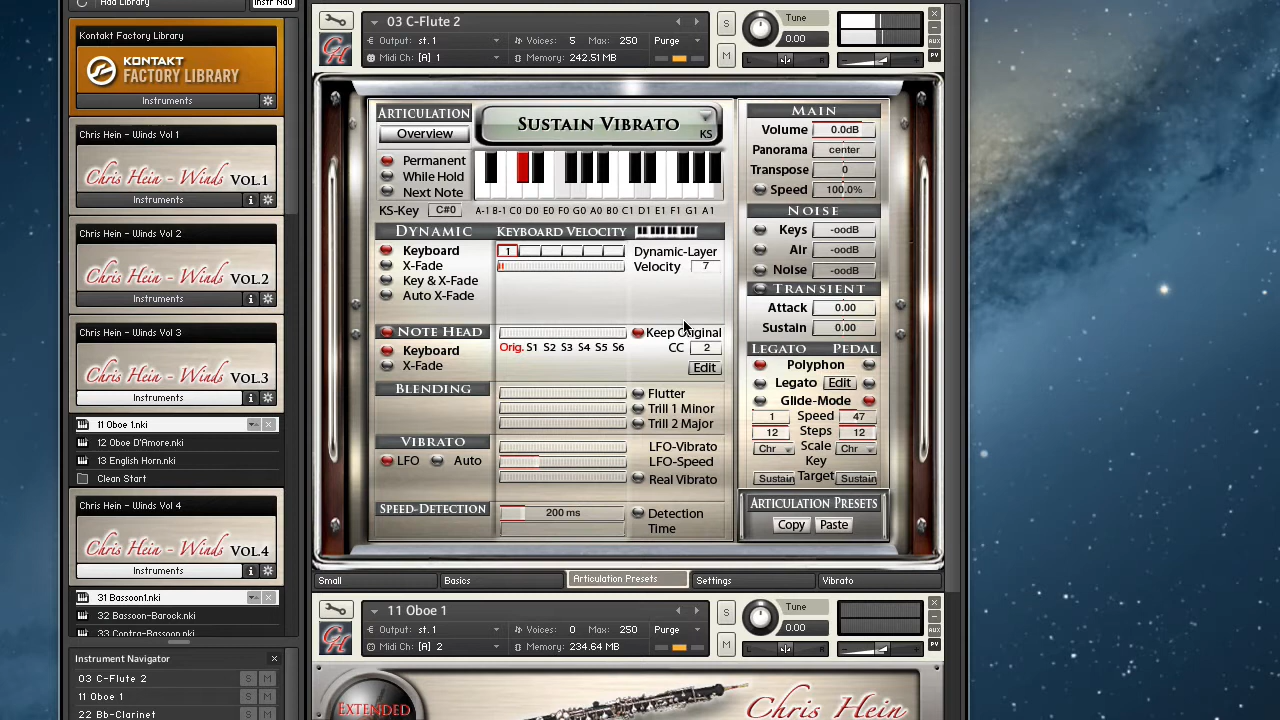 Add Library
Instr Nav
Kontakt Factory Library
KONTAKT
FACTORY LIBRARY
Instruments
Chris Hein - Winds Vol 1
Chris Hein - Winds VOL.1
Instruments
Chris Hein - Winds Vol 2
Chris Hein - Winds VOL.2
Instruments
Chris Hein - Winds Vol 3
Chris Hein - Winds VOL.3
Instruments
11 Oboe 1.nki
12 Oboe D'Amore.nki
13 English Horn.nki
Clean Start
Chris Hein - Winds Vol 4
Chris Hein - Winds VOL.4
Instruments
31 Bassoon1.nki
32 Bassoon-Barock.nki
33 Contra-Bassoon.nki
Instrument Navigator
03 C-Flute 2 S M
11 Oboe 1 S M
22 Bb-Clarinet S M
03 C-Flute 2
Output: st. 1 Voices: 5 Max: 250 Purge
Midi Ch: [A] 1 Memory: 242.51 MB
S
M
Tune
0.00
L R
AUX
PV
ARTICULATION
Overview
SUSTAIN VIBRATO
KS
Permanent
While Hold
Next Note
KS-Key C#0
A-1 B-1 C0 D0 E0 F0 G0 A0 B0 C1 D1 E1 F1 G1 A1
DYNAMIC KEYBOARD VELOCITY
Keyboard 1 Dynamic-Layer
X-Fade Velocity 7
Key & X-Fade
Auto X-Fade
NOTE HEAD Keep Original
Keyboard Orig. S1 S2 S3 S4 S5 S6 CC 2
X-Fade Edit
BLENDING Flutter
Trill 1 Minor
Trill 2 Major
VIBRATO LFO-Vibrato
LFO Auto LFO-Speed
Real Vibrato
SPEED-DETECTION 200 ms Detection
Time
MAIN
Volume 0.0dB
Panorama center
Transpose 0
Speed 100.0%
NOISE
Keys -oodB
Air -oodB
Noise -oodB
TRANSIENT
Attack 0.00
Sustain 0.00
LEGATO PEDAL
Polyphon
Legato Edit
Glide-Mode
1 Speed 47
12 Steps 12
Chr Scale Chr
Key
Sustain Target Sustain
ARTICULATION PRESETS
Copy Paste
Small Basics Articulation Presets Settings Vibrato
11 Oboe 1
Output: st. 1 Voices: 0 Max: 250 Purge
Midi Ch: [A] 2 Memory: 234.64 MB
S
M
Tune
0.00
L R
AUX
PV
EXTENDED
Chris Hein